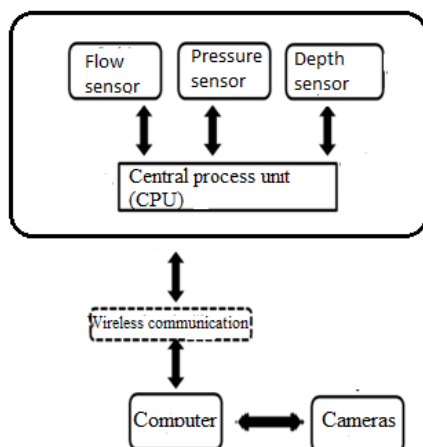 Flow
sensor
Pressure
sensor
Depth
sensor
Central process unit
(CPU)
Wireless communication
Computer
Cameras